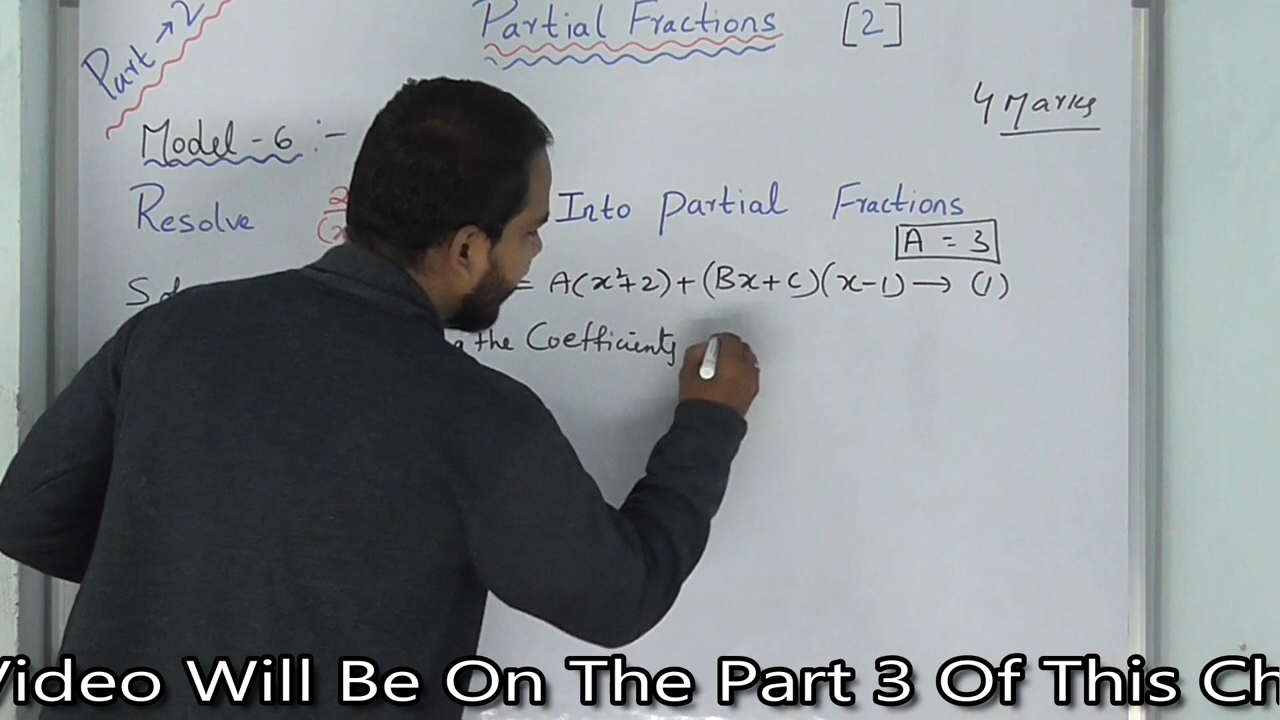 Part → 2
Partial Fractions [2]
4 Marks
Model - 6 :-
Resolve Into Partial Fractions
A = 3
= A(x²+2)+(Bx+C)(x-1) → (1)
the Coefficients
Video Will Be On The Part 3 Of This